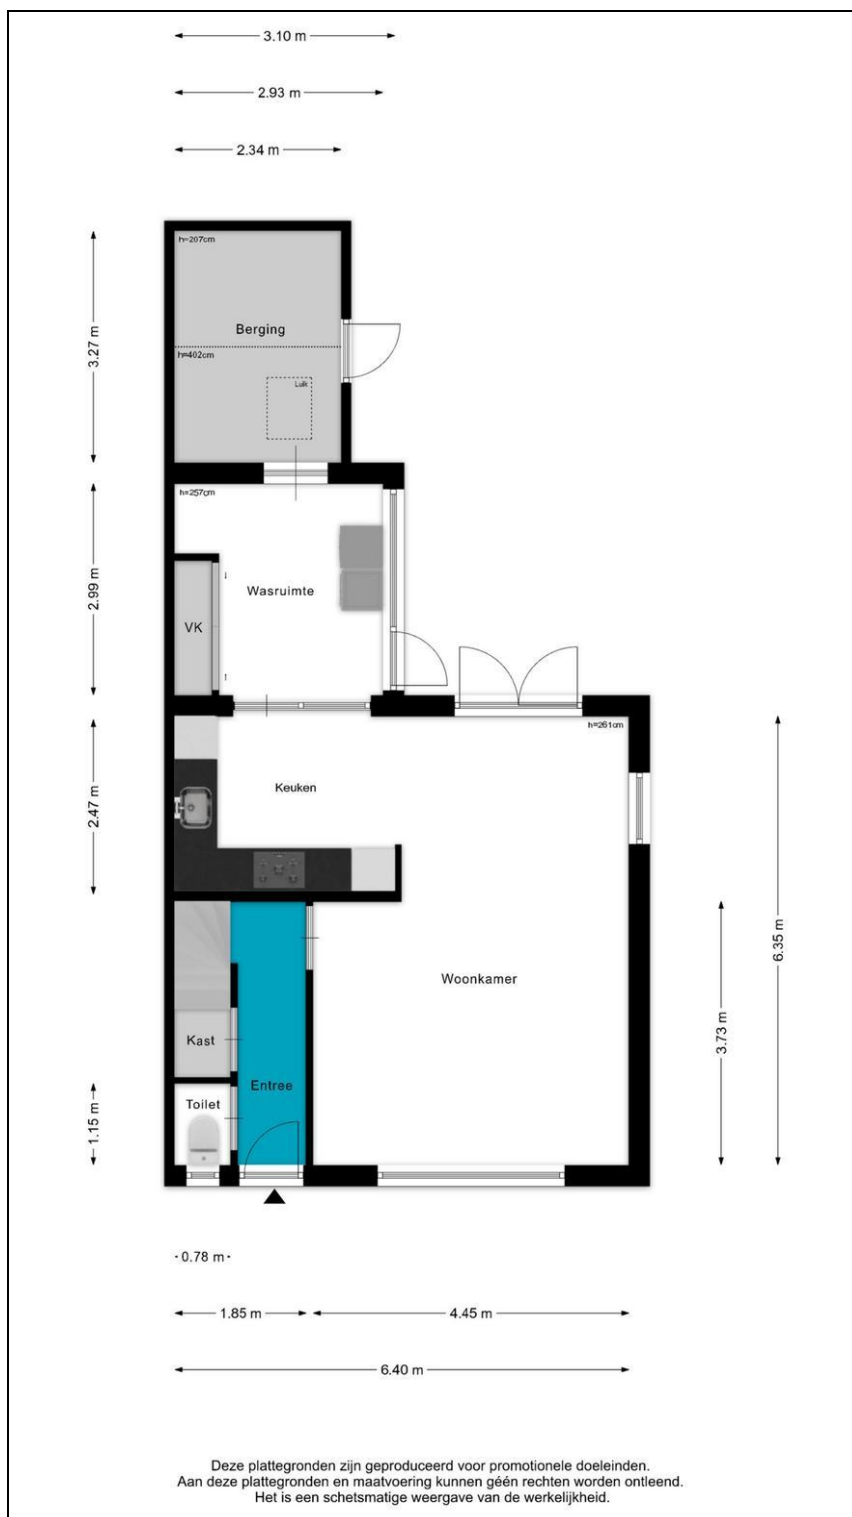 3.10 m
2.93 m
2.34 m
h=207cm
Berging
3.27 m
h=402cm
Luik
h=257cm
2.99 m
Wasruimte
VK
h=261cm
Keuken
2.47 m
6.35 m
Woonkamer
3.73 m
Kast
Entree
Toilet
1.15 m
0.78 m
1.85 m
4.45 m
6.40 m
Deze plattegronden zijn geproduceerd voor promotionele doeleinden.
Aan deze plattegronden en maatvoering kunnen géén rechten worden ontleend.
Het is een schetsmatige weergave van de werkelijkheid.